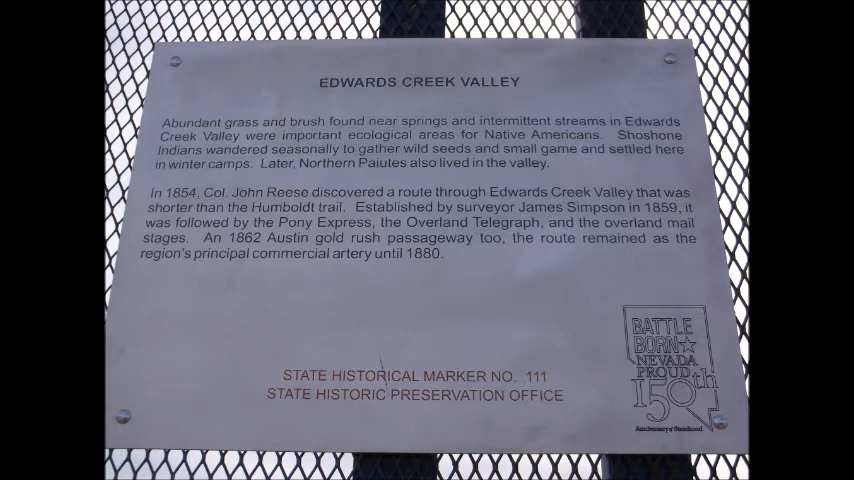 EDWARDS CREEK VALLEY
Abundant grass and brush found near springs and intermittent streams in Edwards
Creek Valley were important ecological areas for Native Americans. Shoshone
Indians wandered seasonally to gather wild seeds and small game and settled here
in winter camps. Later, Northern Paiutes also lived in the valley.
In 1854, Col. John Reese discovered a route through Edwards Creek Valley that was
shorter than the Humboldt trail. Established by surveyor James Simpson in 1859, it
was followed by the Pony Express, the Overland Telegraph, and the overland mail
stages. An 1862 Austin gold rush passageway too, the route remained as the
region's principal commercial artery until 1880.
STATE HISTORICAL MARKER NO. 111
STATE HISTORIC PRESERVATION OFFICE
BATTLE
BORN
NEVADA
PROUD
150th
Anniversary of Statehood